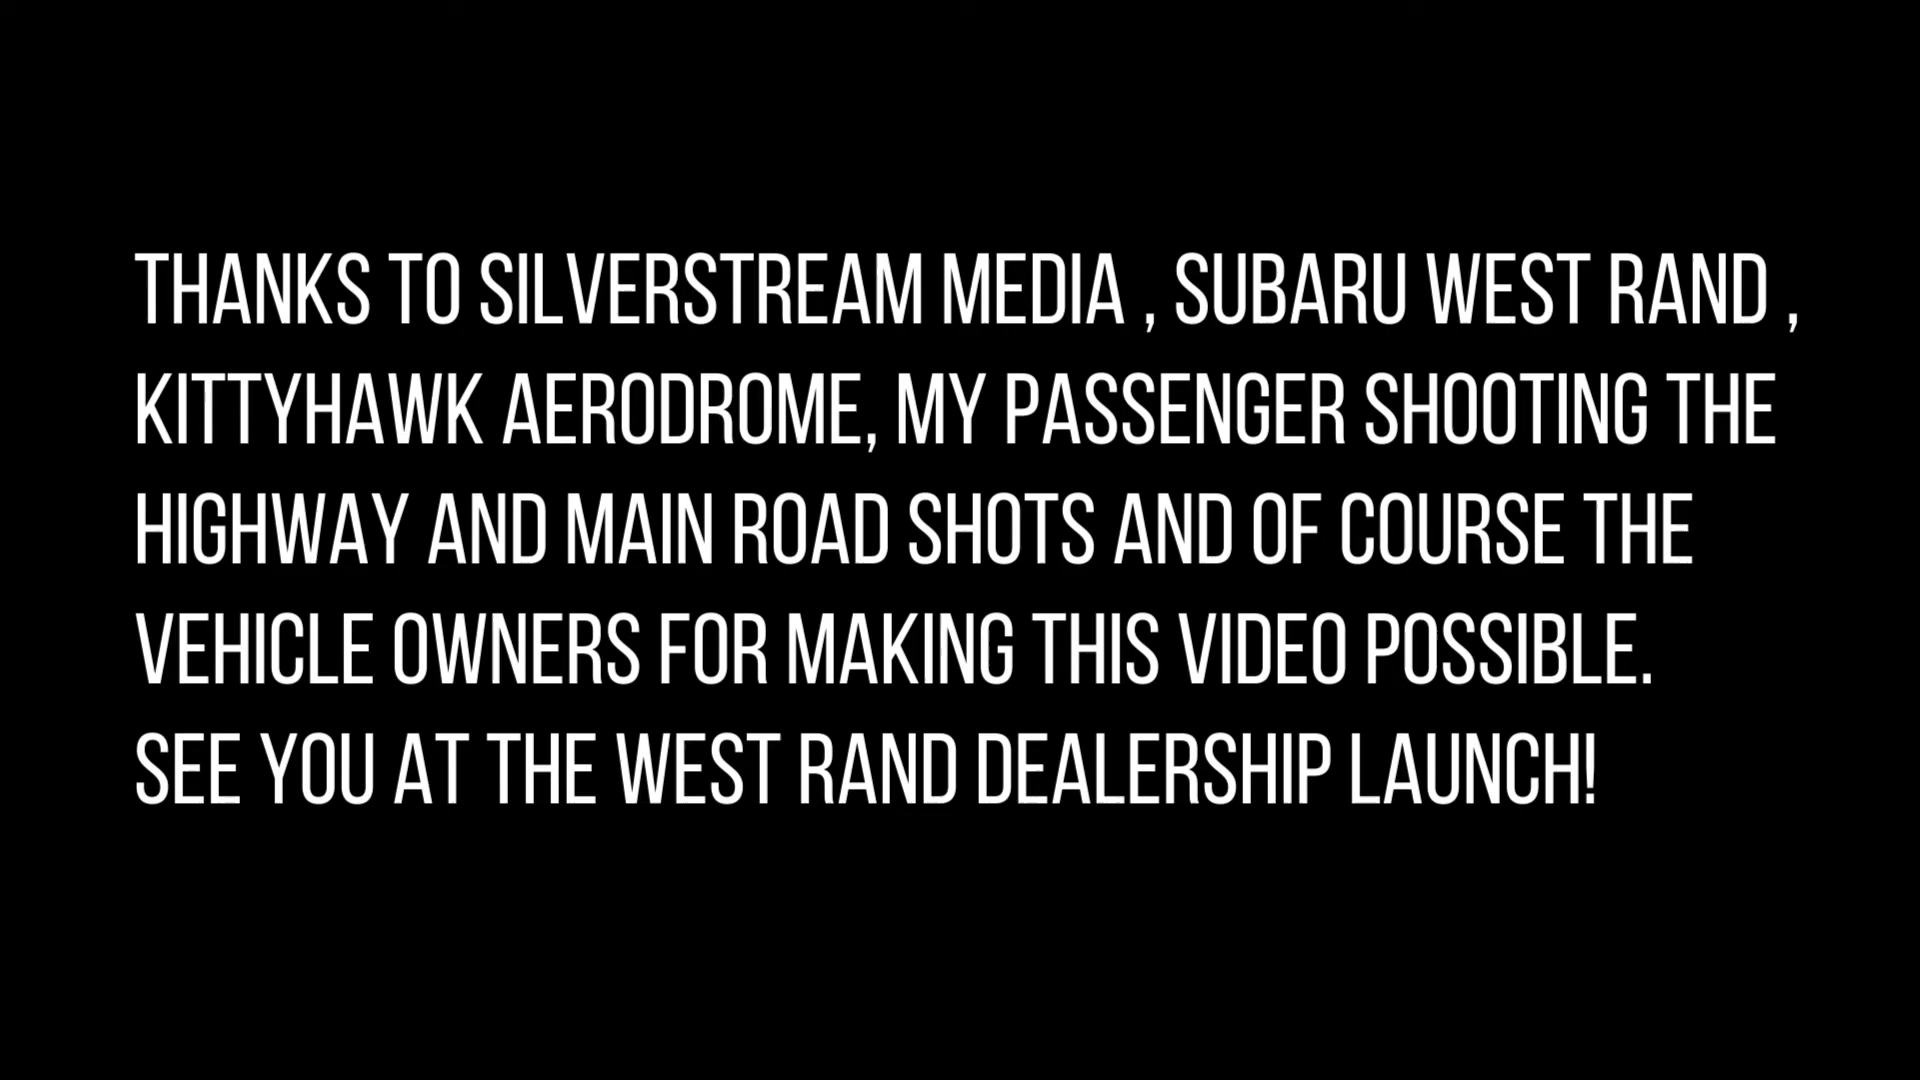 THANKS TO SILVERSTREAM MEDIA , SUBARU WEST RAND ,
KITTYHAWK AERODROME, MY PASSENGER SHOOTING THE
HIGHWAY AND MAIN ROAD SHOTS AND OF COURSE THE
VEHICLE OWNERS FOR MAKING THIS VIDEO POSSIBLE.
SEE YOU AT THE WEST RAND DEALERSHIP LAUNCH!